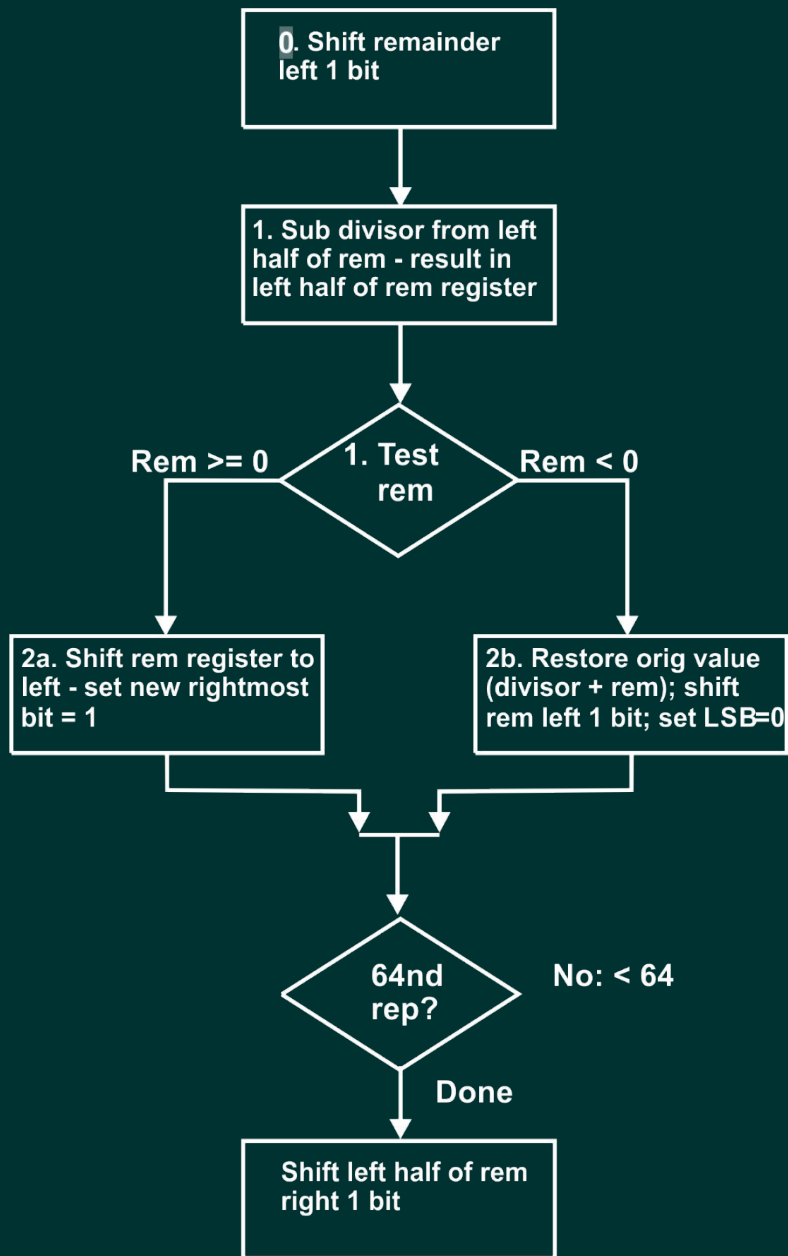 0. Shift remainder
left 1 bit
1. Sub divisor from left
half of rem - result in
left half of rem register
Rem >= 0
1. Test
rem
Rem < 0
2a. Shift rem register to
left - set new rightmost
bit = 1
2b. Restore orig value
(divisor + rem); shift
rem left 1 bit; set LSB=0
64nd
rep?
No: < 64
Done
Shift left half of rem
right 1 bit